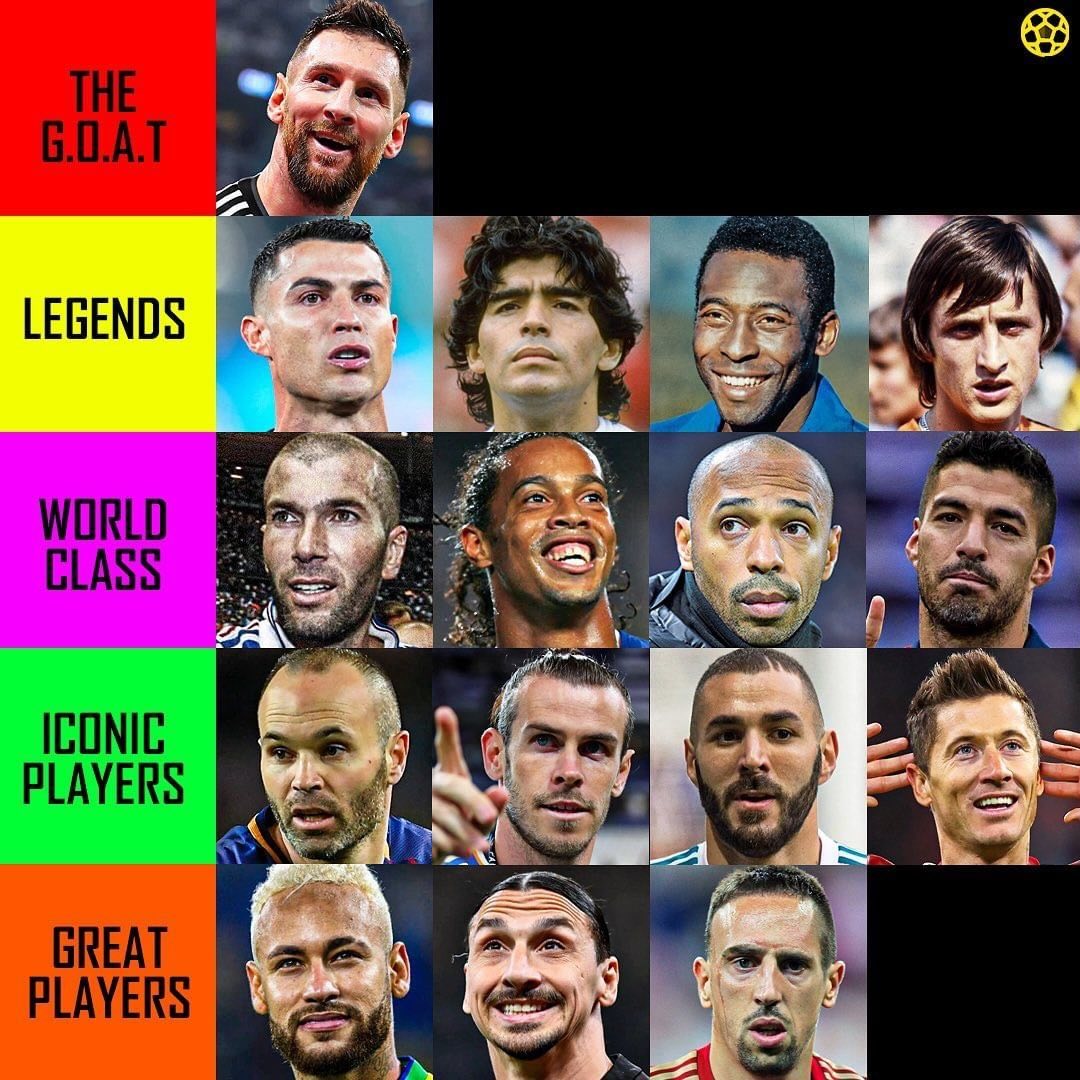 THE
G.O.A.T
LEGENDS
WORLD
CLASS
ICONIC
PLAYERS
GREAT
PLAYERS